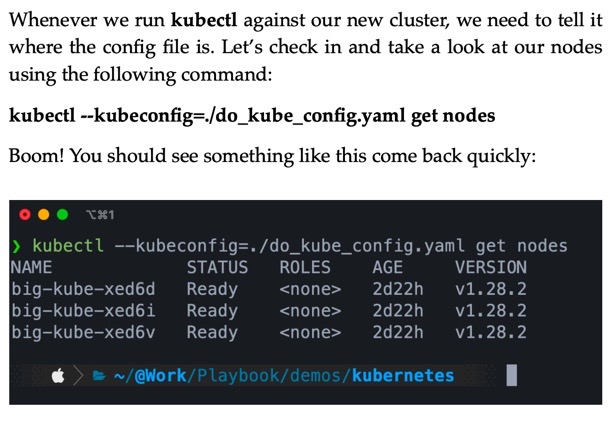 Whenever we run kubectl against our new cluster, we need to tell it
where the config file is. Let’s check in and take a look at our nodes
using the following command:
kubectl --kubeconfig=./do_kube_config.yaml get nodes
Boom! You should see something like this come back quickly:
⌥⌘1
❯ kubectl --kubeconfig=./do_kube_config.yaml get nodes
NAME STATUS ROLES AGE VERSION
big-kube-xed6d Ready <none> 2d22h v1.28.2
big-kube-xed6i Ready <none> 2d22h v1.28.2
big-kube-xed6v Ready <none> 2d22h v1.28.2
~/@Work/Playbook/demos/kubernetes